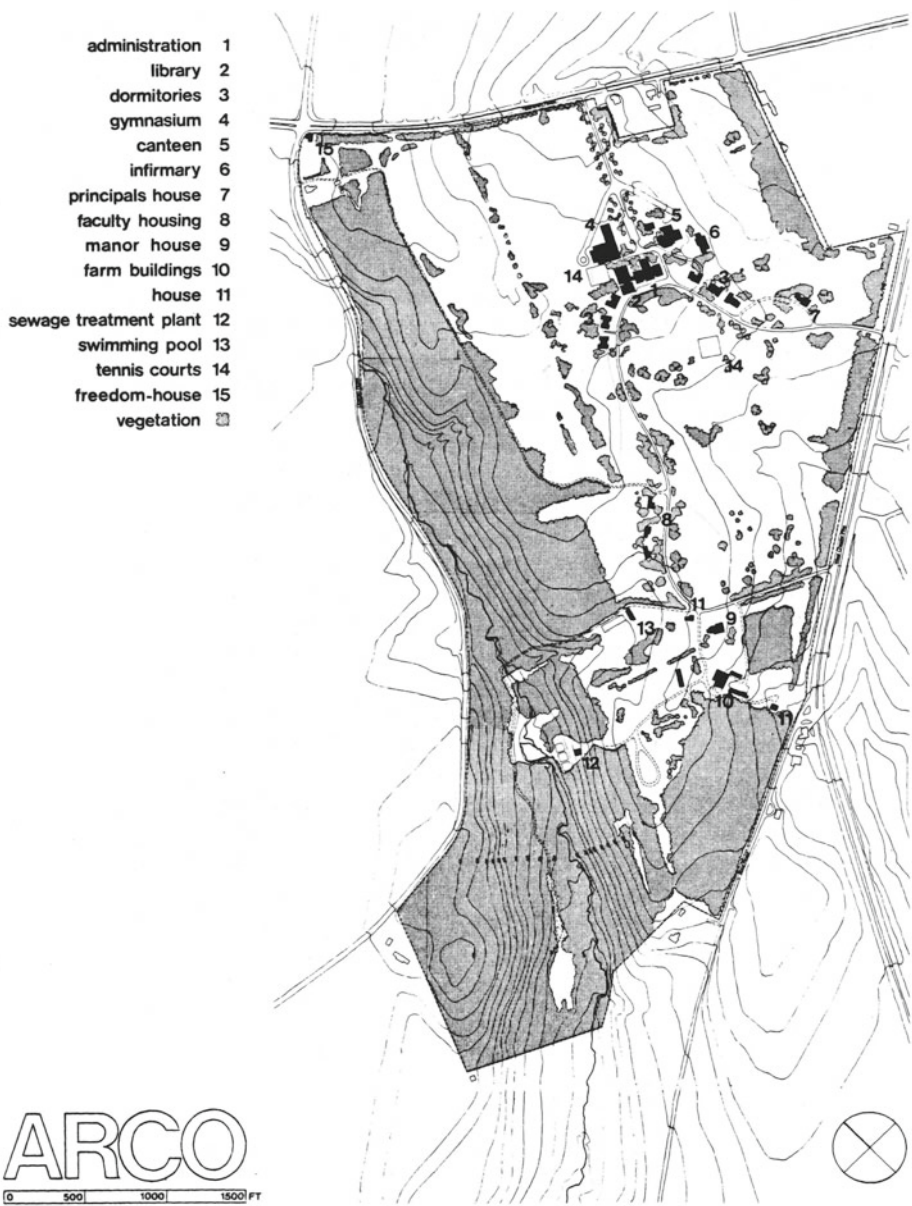 administration 1
library 2
dormitories 3
gymnasium 4
canteen 5
infirmary 6
principals house 7
faculty housing 8
manor house 9
farm buildings 10
house 11
sewage treatment plant 12
swimming pool 13
tennis courts 14
freedom-house 15
vegetation
15
4
5
6
14
3
2
1
7
14
8
11
13
9
10
11
12
ARCO
0 500 1000 1500 FT